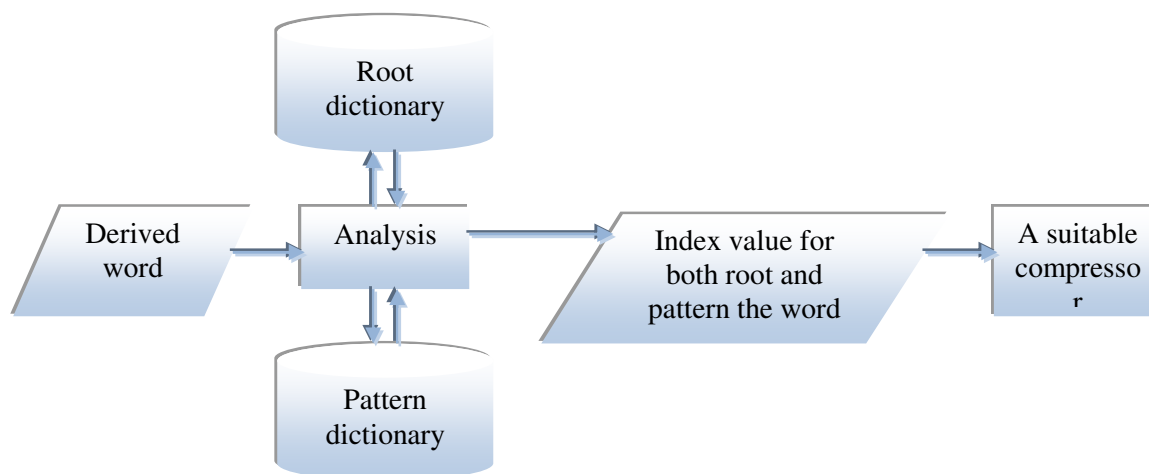 Root
dictionary
Derived
word
Analysis
Index value for
both root and
pattern the word
A suitable
compresso
r
Pattern
dictionary